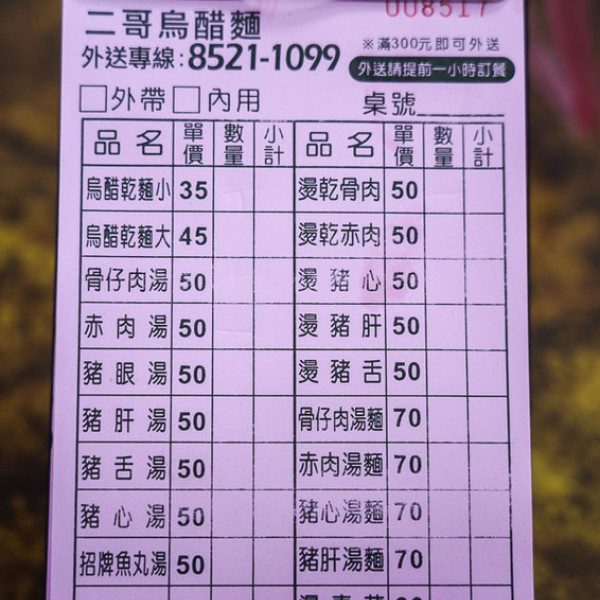 008517
二哥烏醋麵
外送專線:8521-1099
※滿300元即可外送
外送請提前一小時訂餐
□外帶 □內用 桌號
品名 單價 數量 小計 品名 單價 數量 小計
烏醋乾麵小 35 燙乾骨肉 50
烏醋乾麵大 45 燙乾赤肉 50
骨仔肉湯 50 燙豬心 50
赤肉湯 50 燙豬肝 50
豬眼湯 50 燙豬舌 50
豬肝湯 50 骨仔肉湯麵 70
豬舌湯 50 赤肉湯麵 70
豬心湯 50 豬心湯麵 70
招牌魚丸湯 50 豬肝湯麵 70